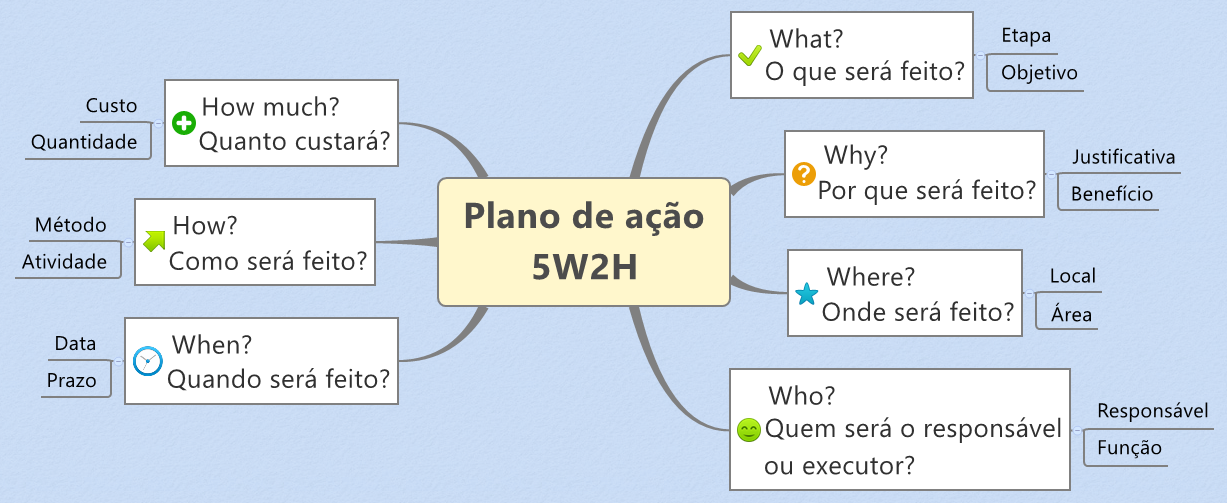 Plano de ação
5W2H
What?
O que será feito?
Etapa
Objetivo
Why?
Por que será feito?
Justificativa
Benefício
Where?
Onde será feito?
Local
Área
Who?
Quem será o responsável
ou executor?
Responsável
Função
When?
Quando será feito?
Data
Prazo
How?
Como será feito?
Método
Atividade
How much?
Quanto custará?
Custo
Quantidade